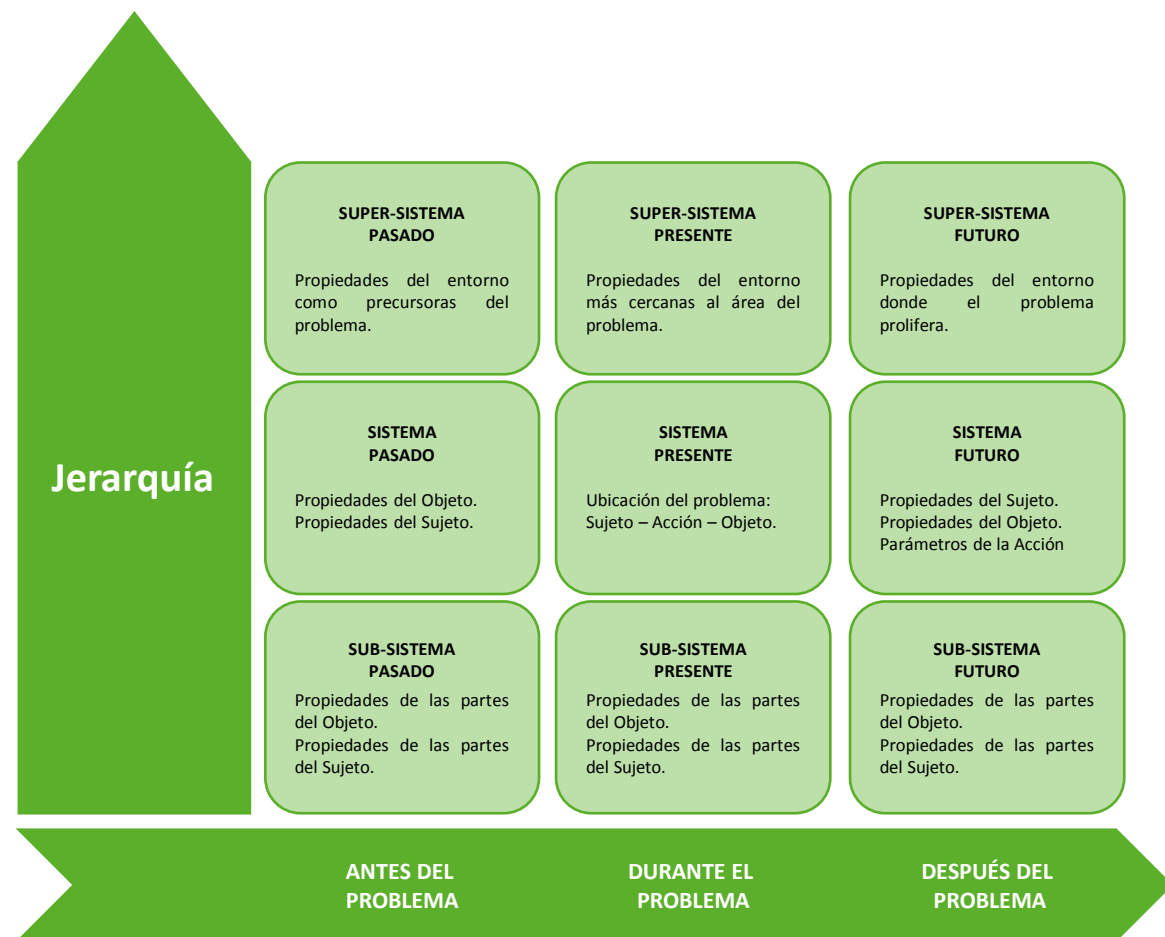 SUPER-SISTEMA
PASADO
Propiedades del entorno
como precursoras del
problema.
SUPER-SISTEMA
PRESENTE
Propiedades del entorno
más cercanas al área del
problema.
SUPER-SISTEMA
FUTURO
Propiedades del entorno
donde el problema
prolifera.
Jerarquía
SISTEMA
PASADO
Propiedades del Objeto.
Propiedades del Sujeto.
SISTEMA
PRESENTE
Ubicación del problema:
Sujeto – Acción – Objeto.
SISTEMA
FUTURO
Propiedades del Sujeto.
Propiedades del Objeto.
Parámetros de la Acción
SUB-SISTEMA
PASADO
Propiedades de las partes
del Objeto.
Propiedades de las partes
del Sujeto.
SUB-SISTEMA
PRESENTE
Propiedades de las partes
del Objeto.
Propiedades de las partes
del Sujeto.
SUB-SISTEMA
FUTURO
Propiedades de las partes
del Objeto.
Propiedades de las partes
del Sujeto.
ANTES DEL
PROBLEMA
DURANTE EL
PROBLEMA
DESPUÉS DEL
PROBLEMA